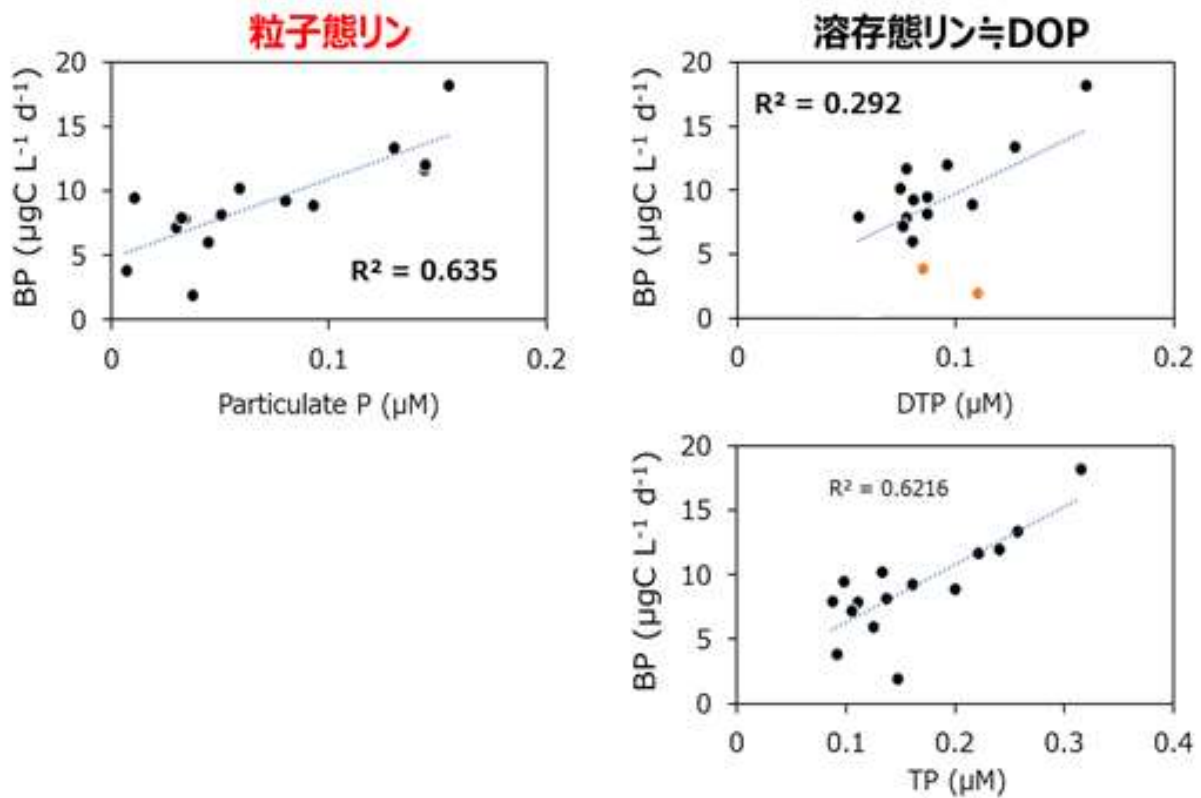 粒子態リン
20
15
10
5
0
BP (µgC L⁻¹ d⁻¹)
R² = 0.635
0 0.1 0.2
Particulate P (µM)
溶存態リン≒DOP
20
15
10
5
0
BP (µgC L⁻¹ d⁻¹)
R² = 0.292
0 0.1 0.2
DTP (µM)
20
15
10
5
0
BP (µgC L⁻¹ d⁻¹)
R² = 0.6216
0 0.1 0.2 0.3 0.4
TP (µM)